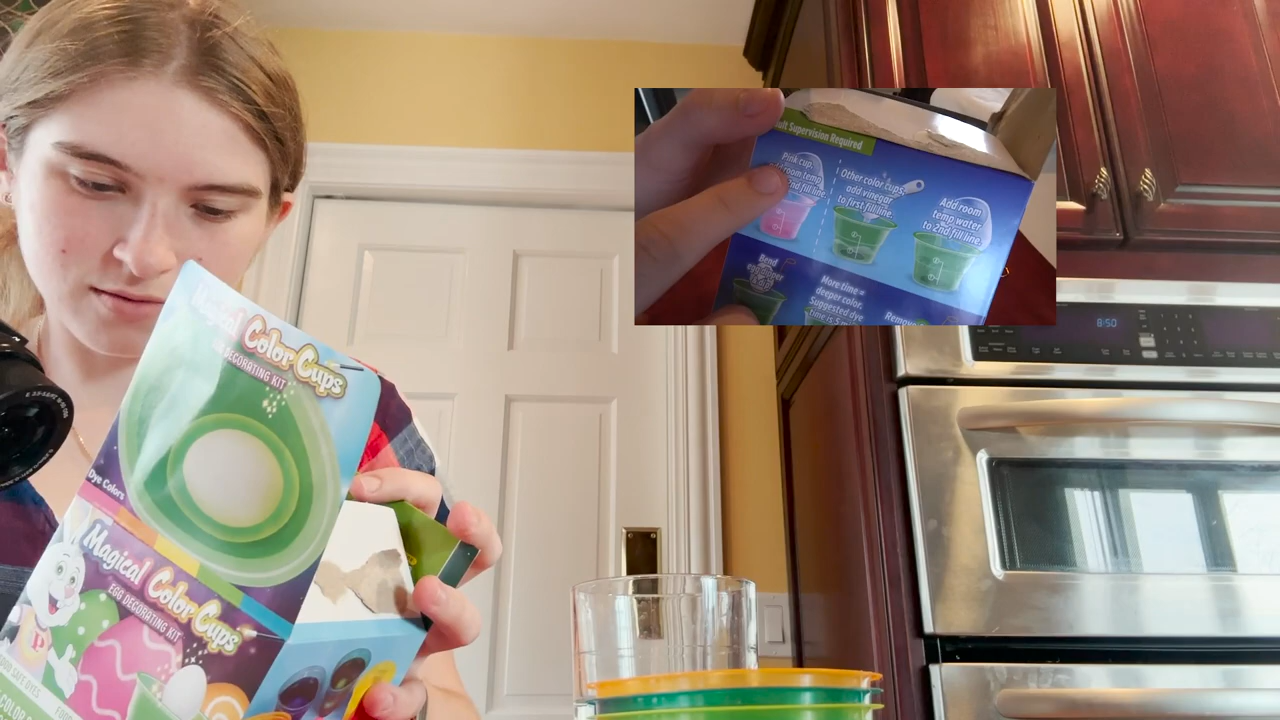 Magical Color Cups
EGG DECORATING KIT
Dye Colors
Magical Color Cups
EGG DECORATING KIT
P
Supervision Required
Pink cup,
room temp
fill
Other color cups,
add vinegar
to first fill line.
Add room
temp water
to 2nd fill line.
Bend
More time =
deeper color.
Suggested dye
time is 5
8:50